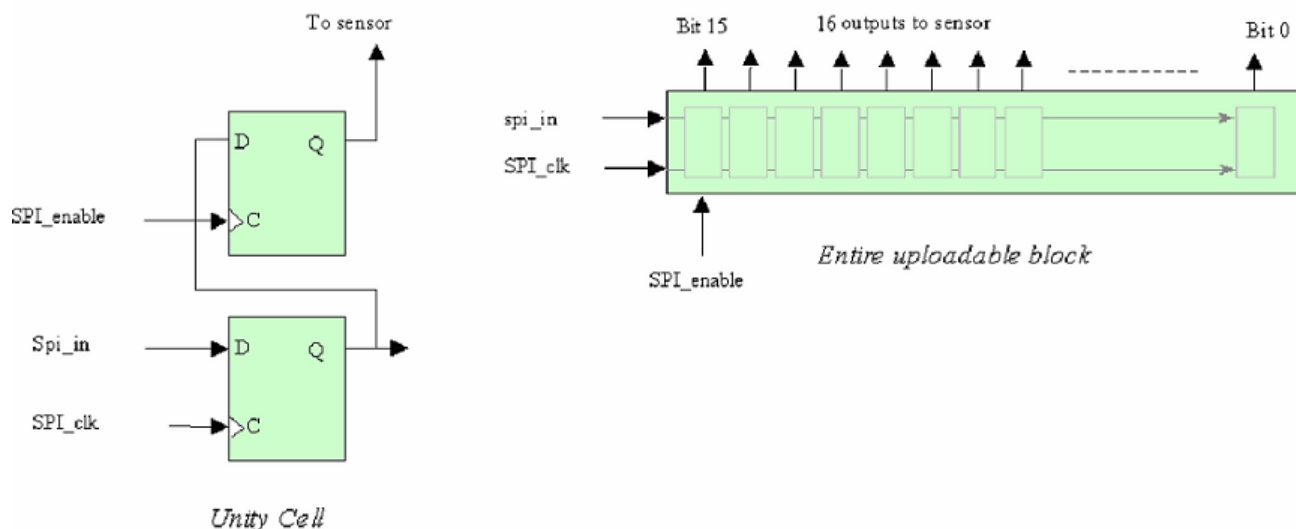 To sensor
D Q
SPI_enable
C
Spi_in
D Q
SPI_clk
C
Unity Cell
Bit 15
16 outputs to sensor
Bit 0
spi_in
SPI_clk
SPI_enable
Entire uploadable block